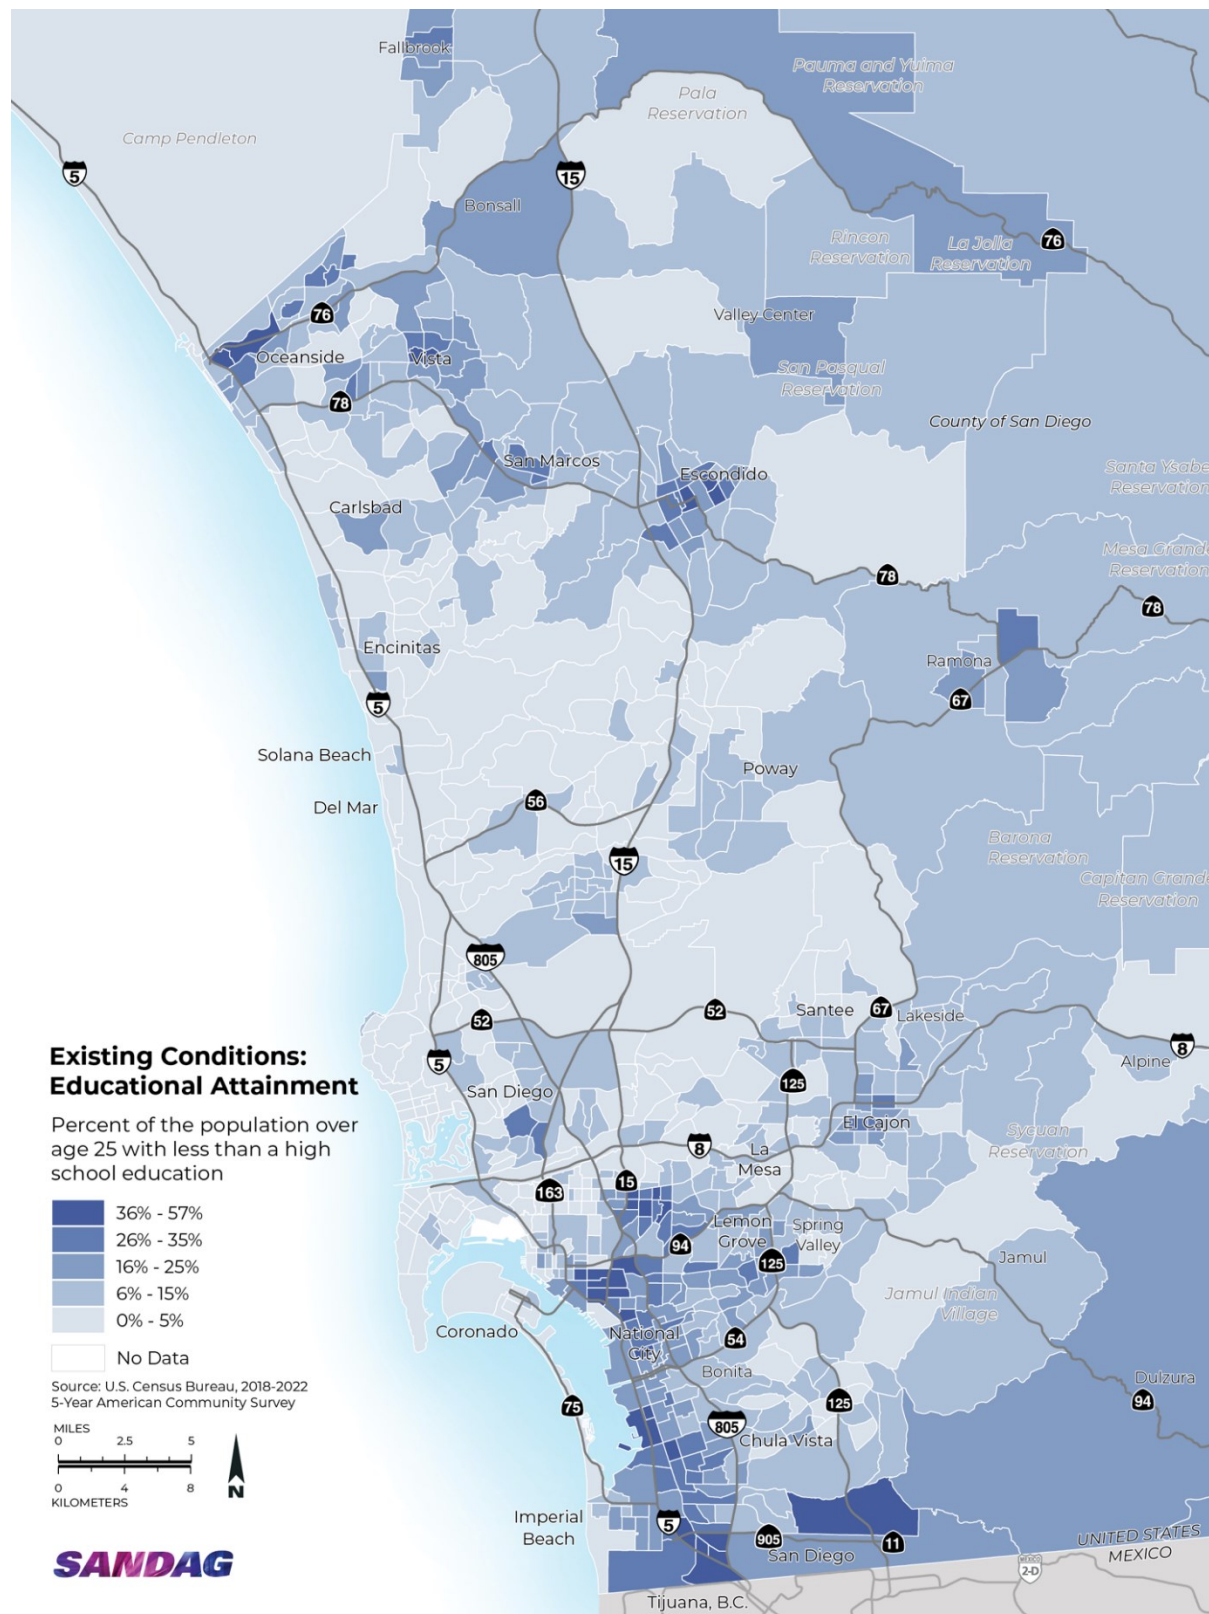 Fallbrook
Pauma and Yuima
Reservation
Pala
Reservation
Camp Pendleton
5
15
Bonsall
Rincon
Reservation
La Jolla
Reservation
76
76
Valley Center
Oceanside
Vista
San Pasqual
Reservation
78
County of San Diego
San Marcos
Escondido
Santa Ysabe
Reservation
Carlsbad
Mesa Grande
Reservation
78
78
Encinitas
Ramona
67
5
Solana Beach
Poway
Del Mar
56
Barona
Reservation
15
Capitan Grande
Reservation
805
52
52
Santee
67
Lakeside
5
8
Alpine
125
San Diego
El Cajon
Sycuan
Reservation
8
La
Mesa
15
163
Lemon
Grove
Spring
Valley
94
125
Jamul
Jamul Indian
Village
Coronado
National
City
54
Bonita
Dulzura
75
125
94
805
Chula Vista
Imperial
Beach
5
905
11
San Diego
UNITED STATES
MEXICO
MEXICO
2-D
Tijuana, B.C.
Existing Conditions:
Educational Attainment
Percent of the population over
age 25 with less than a high
school education
36% - 57%
26% - 35%
16% - 25%
6% - 15%
0% - 5%
No Data
Source: U.S. Census Bureau, 2018-2022
5-Year American Community Survey
MILES
0 2.5 5
0 4 8
KILOMETERS
N
SANDAG